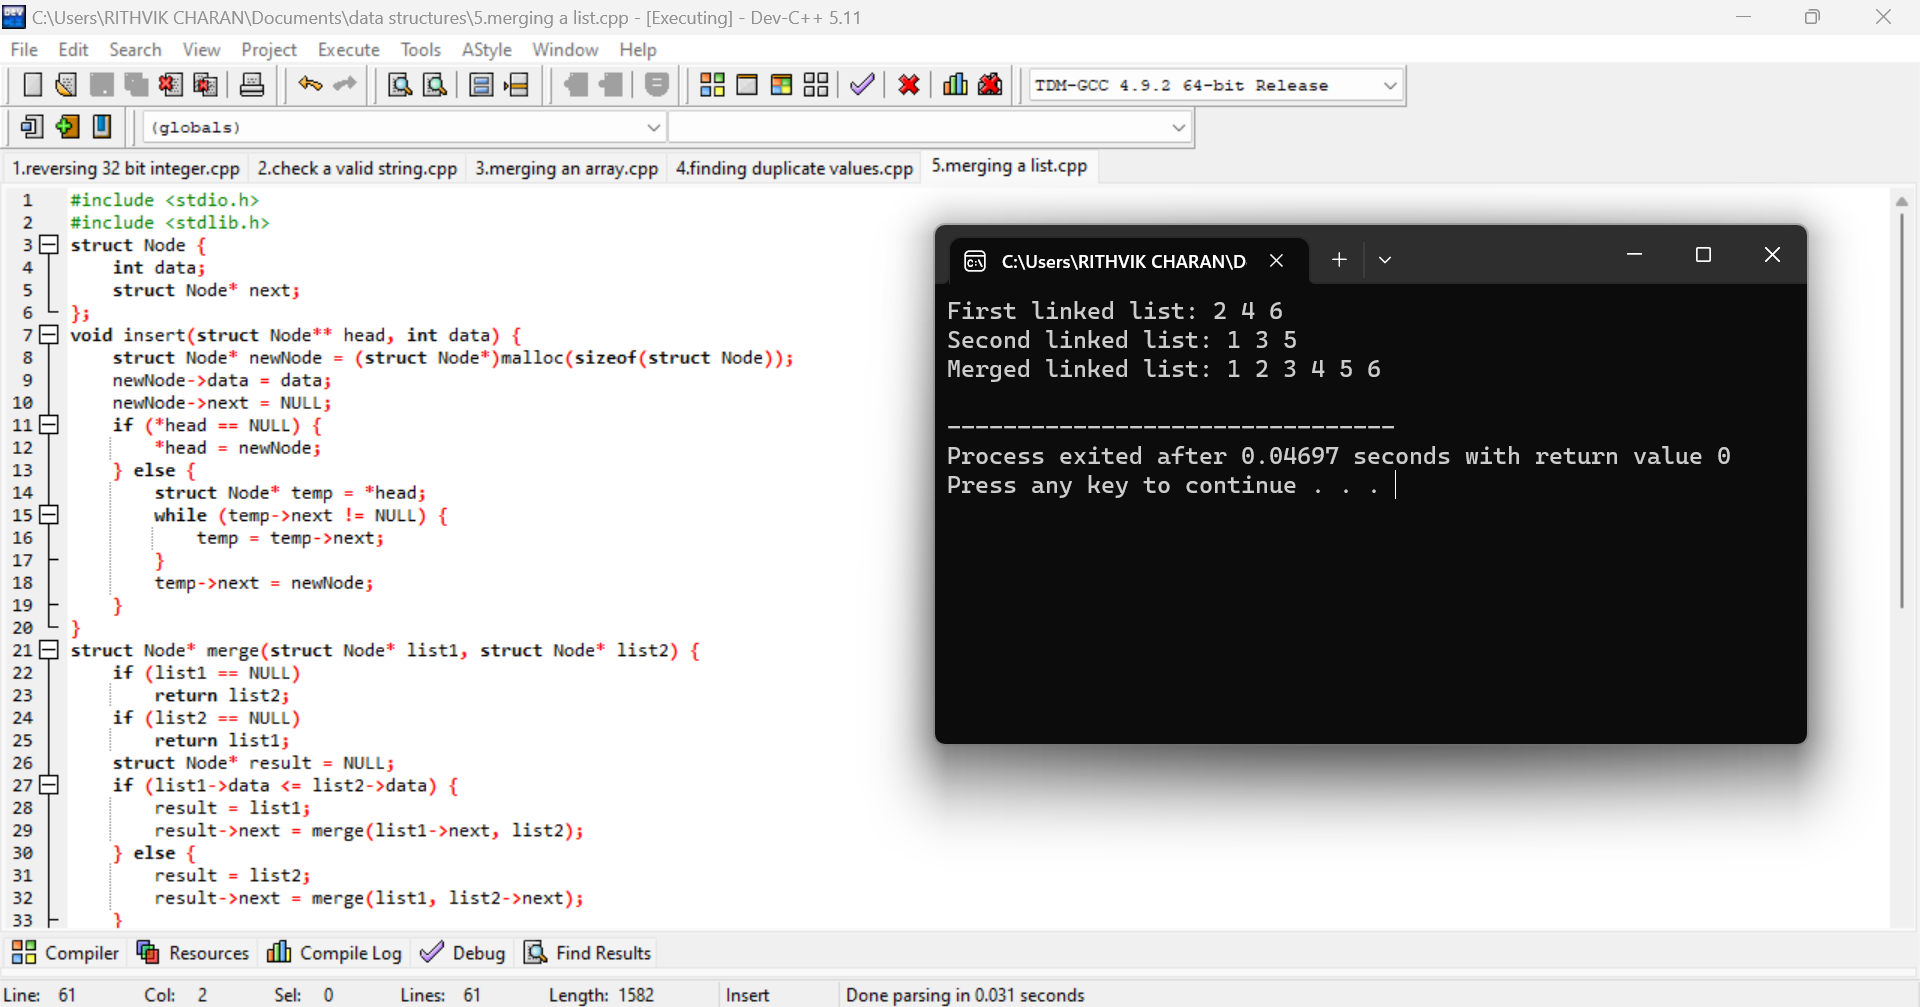 C:\Users\RITHVIK CHARAN\Documents\data structures\5.merging a list.cpp - [Executing] - Dev-C++ 5.11
File Edit Search View Project Execute Tools AStyle Window Help
TDM-GCC 4.9.2 64-bit Release
(globals)
1.reversing 32 bit integer.cpp 2.check a valid string.cpp 3.merging an array.cpp 4.finding duplicate values.cpp 5.merging a list.cpp
1 #include <stdio.h>
2 #include <stdlib.h>
3 struct Node {
4 int data;
5 struct Node* next;
6 };
7 void insert(struct Node** head, int data) {
8 struct Node* newNode = (struct Node*)malloc(sizeof(struct Node));
9 newNode->data = data;
10 newNode->next = NULL;
11 if (*head == NULL) {
12 *head = newNode;
13 } else {
14 struct Node* temp = *head;
15 while (temp->next != NULL) {
16 temp = temp->next;
17 }
18 temp->next = newNode;
19 }
20 }
21 struct Node* merge(struct Node* list1, struct Node* list2) {
22 if (list1 == NULL)
23 return list2;
24 if (list2 == NULL)
25 return list1;
26 struct Node* result = NULL;
27 if (list1->data <= list2->data) {
28 result = list1;
29 result->next = merge(list1->next, list2);
30 } else {
31 result = list2;
32 result->next = merge(list1, list2->next);
33 }
C:\Users\RITHVIK CHARAN\D
First linked list: 2 4 6
Second linked list: 1 3 5
Merged linked list: 1 2 3 4 5 6
--------------------------------
Process exited after 0.04697 seconds with return value 0
Press any key to continue . . .
Compiler Resources Compile Log Debug Find Results
Line: 61 Col: 2 Sel: 0 Lines: 61 Length: 1582 Insert Done parsing in 0.031 seconds